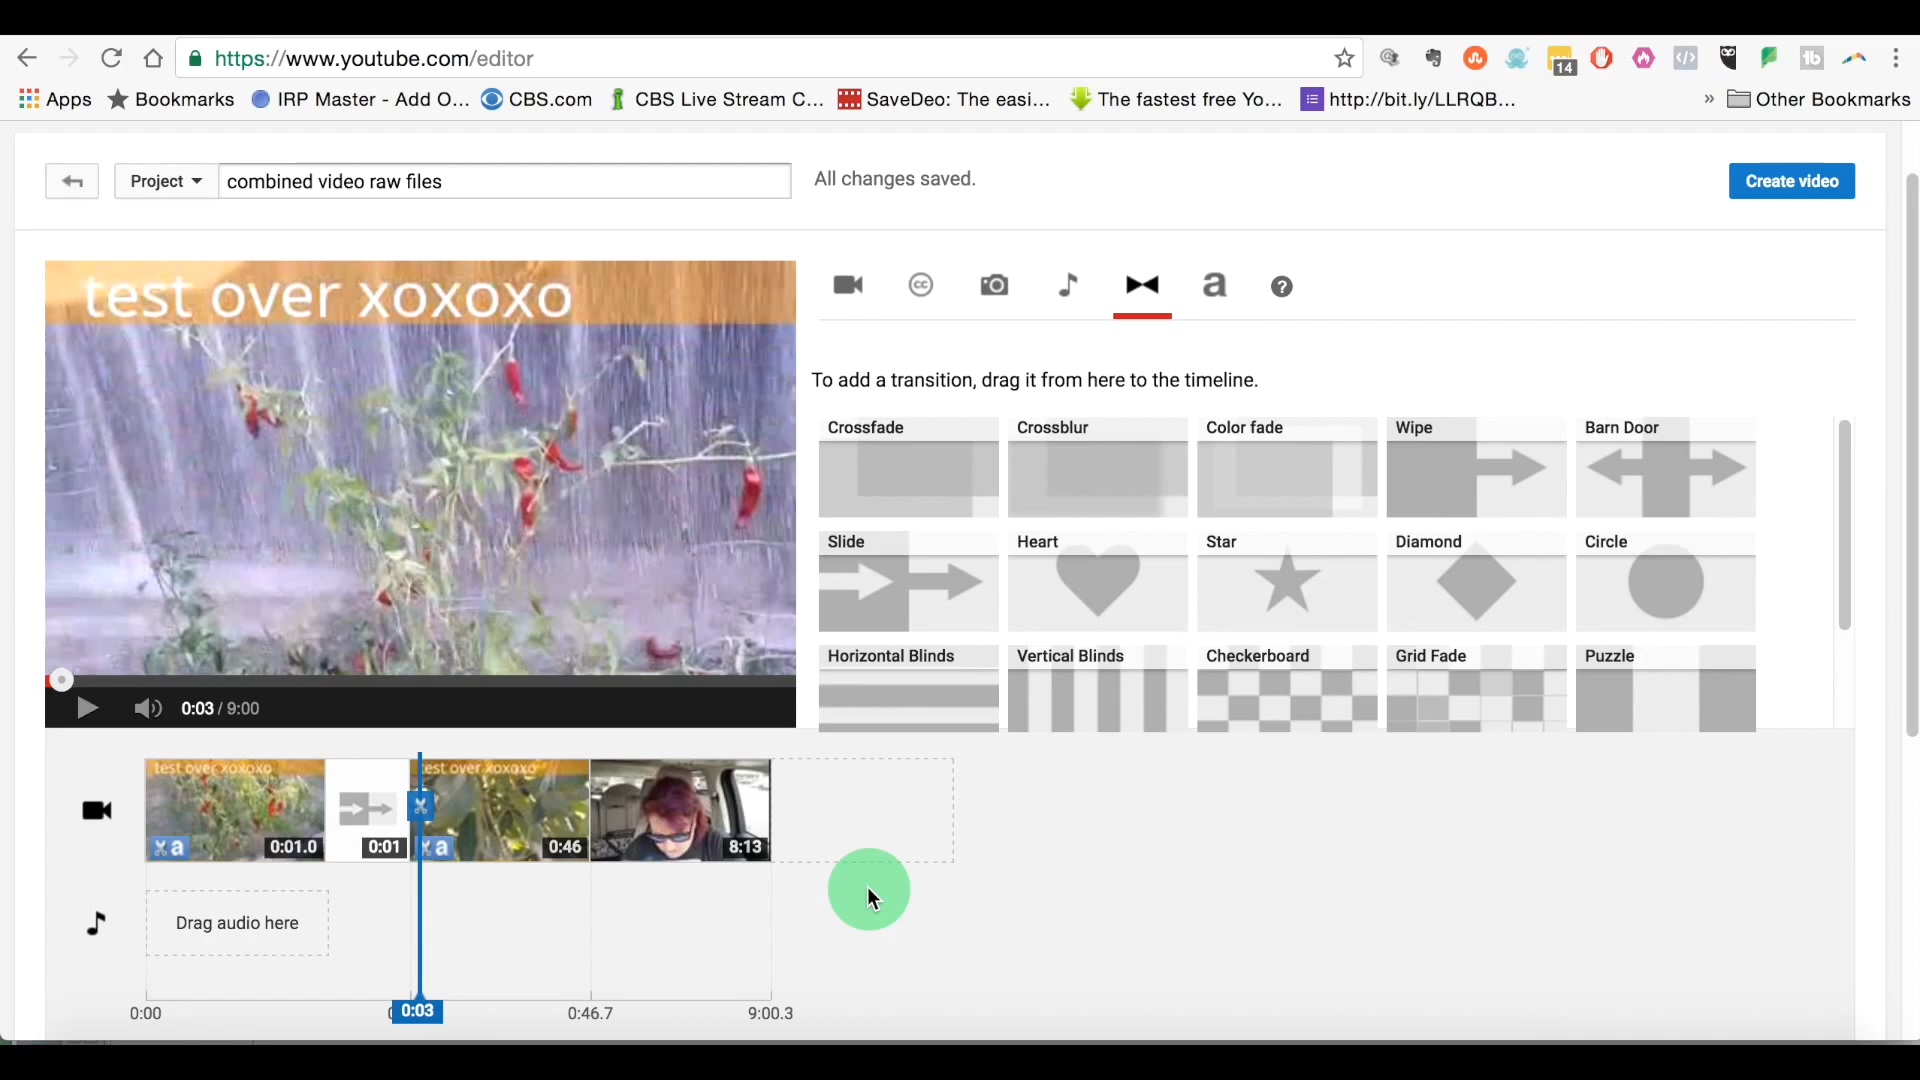 https://www.youtube.com/editor
14
Apps Bookmarks IRP Master - Add O... CBS.com CBS Live Stream C... SaveDeo: The easi... The fastest free Yo... http://bit.ly/LLRQB... » Other Bookmarks
Project combined video raw files All changes saved. Create video
test over xoxoxo
cc a ?
To add a transition, drag it from here to the timeline.
Crossfade Crossblur Color fade Wipe Barn Door
Slide Heart Star Diamond Circle
Horizontal Blinds Vertical Blinds Checkerboard Grid Fade Puzzle
0:03 / 9:00
test over xoxoxo test over xoxoxo
a 0:01.0 0:01 a 0:46 8:13
Drag audio here
0:00 0:03 0:46.7 9:00.3